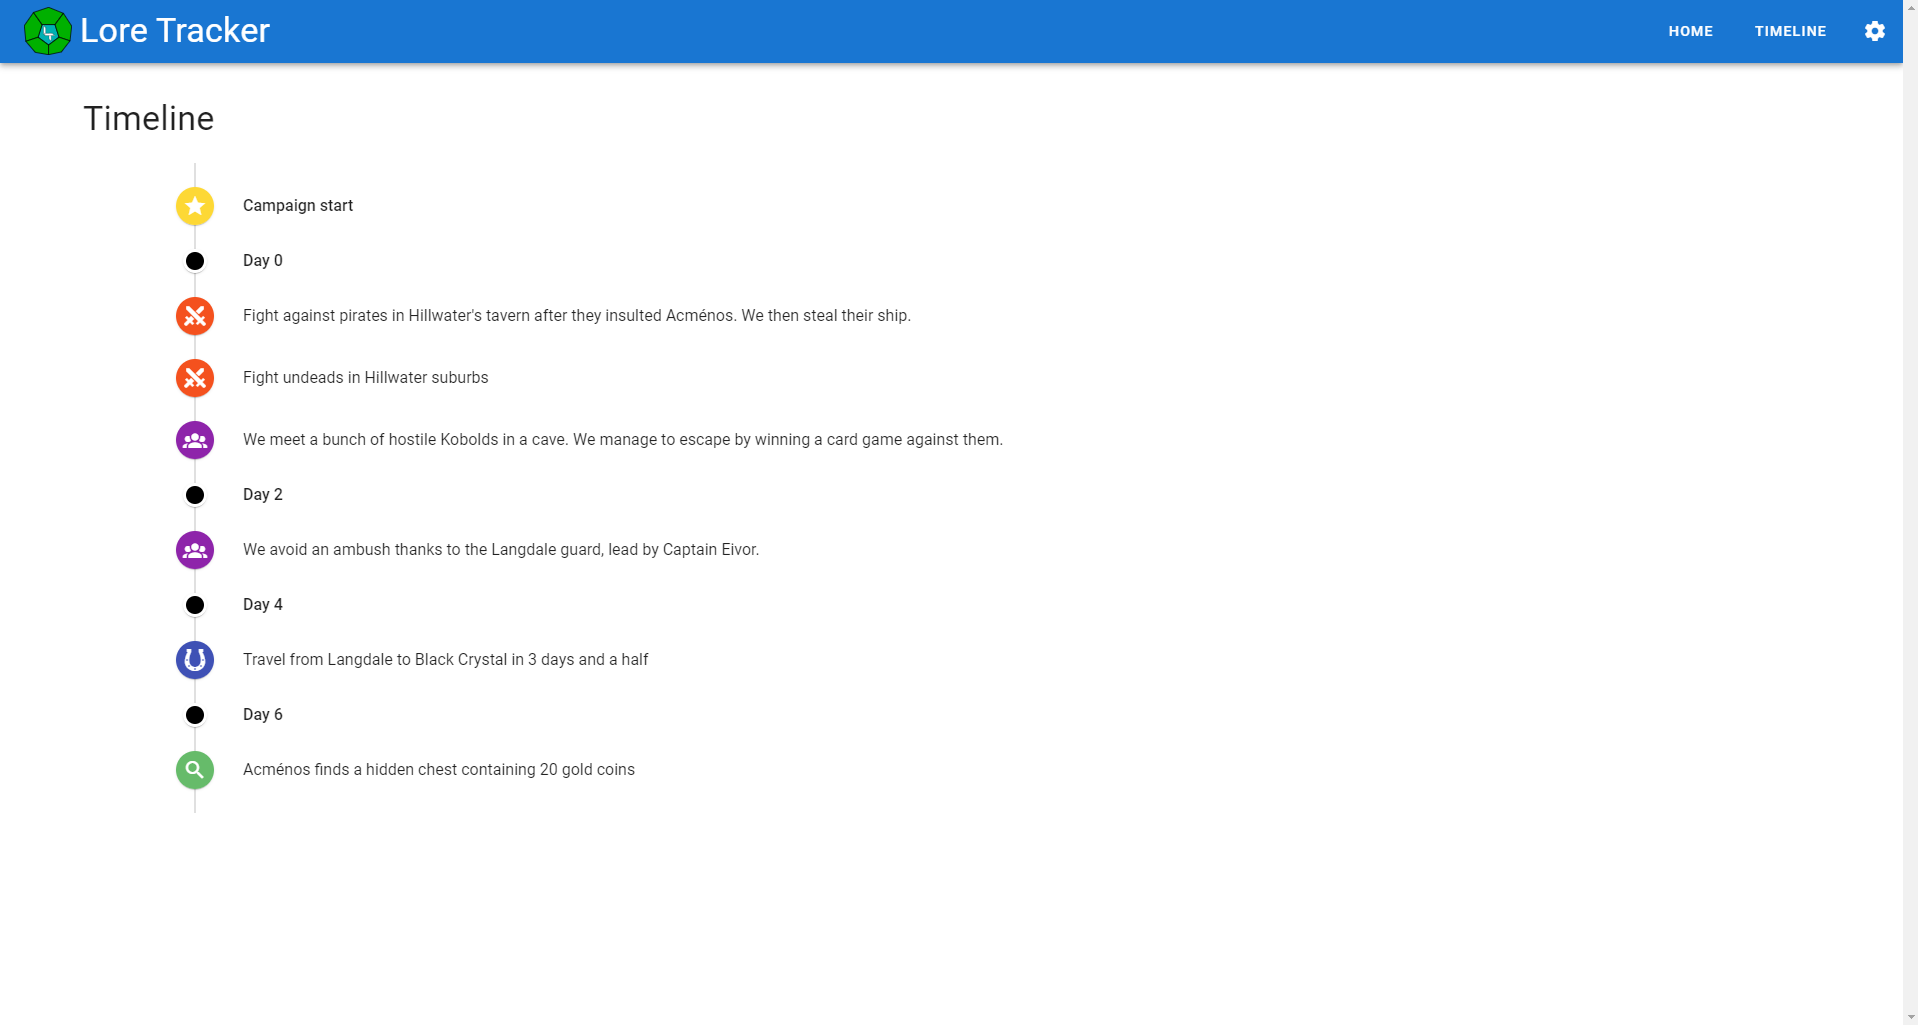 LT
Lore Tracker
HOME
TIMELINE
Timeline
Campaign start
Day 0
Fight against pirates in Hillwater's tavern after they insulted Acménos. We then steal their ship.
Fight undeads in Hillwater suburbs
We meet a bunch of hostile Kobolds in a cave. We manage to escape by winning a card game against them.
Day 2
We avoid an ambush thanks to the Langdale guard, lead by Captain Eivor.
Day 4
Travel from Langdale to Black Crystal in 3 days and a half
Day 6
Acménos finds a hidden chest containing 20 gold coins